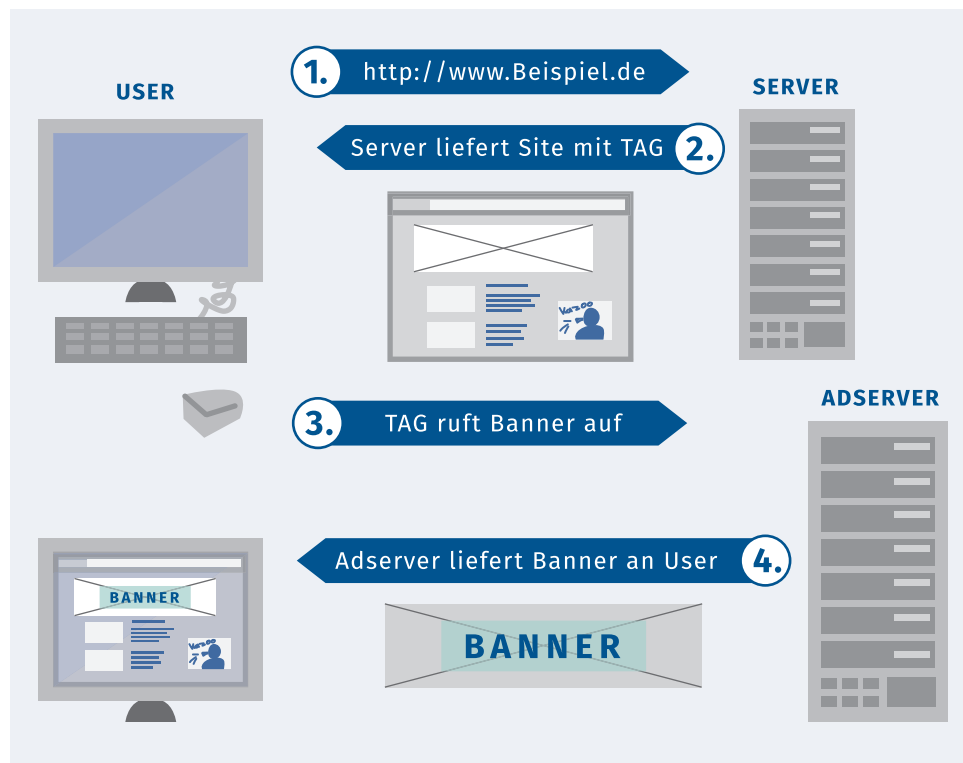 1. http://www.Beispiel.de
USER
SERVER
Server liefert Site mit TAG 2.
ADSERVER
3. TAG ruft Banner auf
Adserver liefert Banner an User 4.
BANNER
BANNER